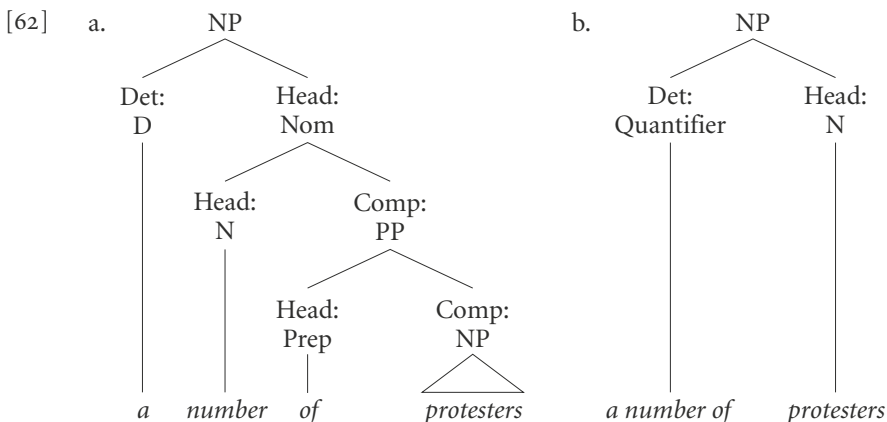 [62] a. NP b. NP
Det: Head: Det: Head:
D Nom Quantifier N
Head: Comp:
N PP
Head: Comp:
Prep NP
a number of protesters a number of protesters